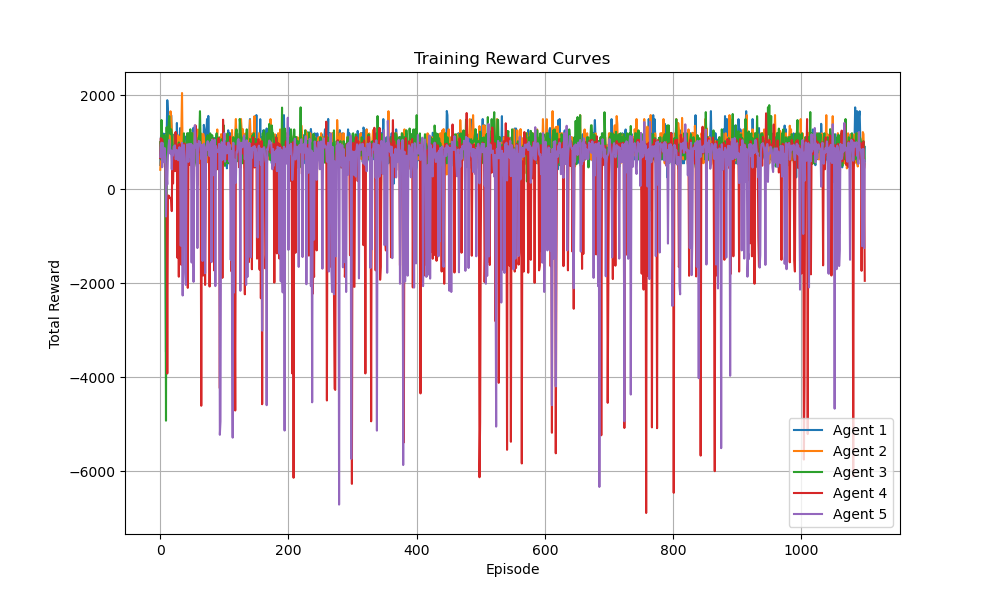 Training Reward Curves
Total Reward
2000
0
−2000
−4000
−6000
0 200 400 600 800 1000
Episode
Agent 1
Agent 2
Agent 3
Agent 4
Agent 5